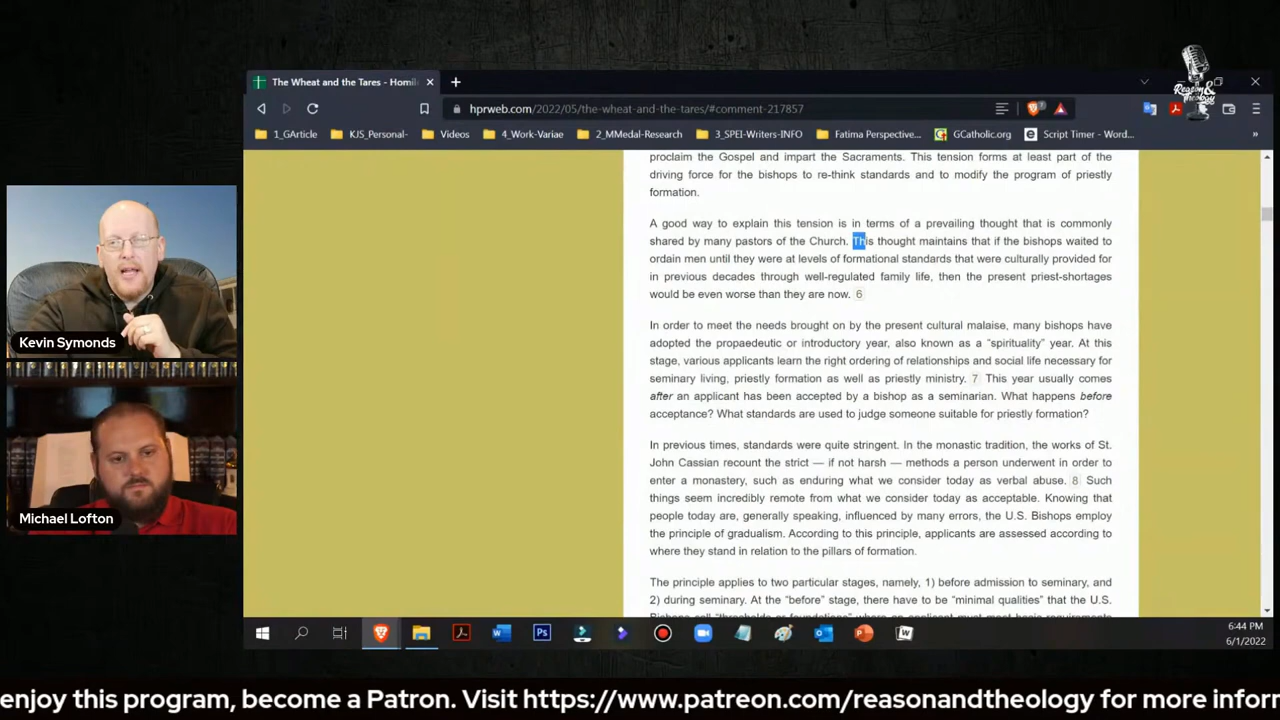 Reason &
Theology
The Wheat and the Tares - Homil
hprweb.com/2022/05/the-wheat-and-the-tares/#comment-217857
1_GArticle
KJS_Personal-
Videos
4_Work-Variae
2_MMedal-Research
3_SPEI-Writers-INFO
Fatima Perspective...
GCatholic.org
Script Timer - Word...
proclaim the Gospel and impart the Sacraments. This tension forms at least part of the
driving force for the bishops to re-think standards and to modify the program of priestly
formation.
A good way to explain this tension is in terms of a prevailing thought that is commonly
shared by many pastors of the Church. This thought maintains that if the bishops waited to
ordain men until they were at levels of formational standards that were culturally provided for
in previous decades through well-regulated family life, then the present priest-shortages
would be even worse than they are now. 6
In order to meet the needs brought on by the present cultural malaise, many bishops have
adopted the propaedeutic or introductory year, also known as a “spirituality” year. At this
stage, various applicants learn the right ordering of relationships and social life necessary for
seminary living, priestly formation as well as priestly ministry. 7 This year usually comes
after an applicant has been accepted by a bishop as a seminarian. What happens before
acceptance? What standards are used to judge someone suitable for priestly formation?
In previous times, standards were quite stringent. In the monastic tradition, the works of St.
John Cassian recount the strict — if not harsh — methods a person underwent in order to
enter a monastery, such as enduring what we consider today as verbal abuse. 8 Such
things seem incredibly remote from what we consider today as acceptable. Knowing that
people today are, generally speaking, influenced by many errors, the U.S. Bishops employ
the principle of gradualism. According to this principle, applicants are assessed according to
where they stand in relation to the pillars of formation.
The principle applies to two particular stages, namely, 1) before admission to seminary, and
2) during seminary. At the “before” stage, there have to be “minimal qualities” that the U.S.
Bishops call “thresholds or foundations” where an applicant must meet basic requirements
Kevin Symonds
Michael Lofton
6:44 PM
6/1/2022
enjoy this program, become a Patron. Visit https://www.patreon.com/reasonandtheology for more inform